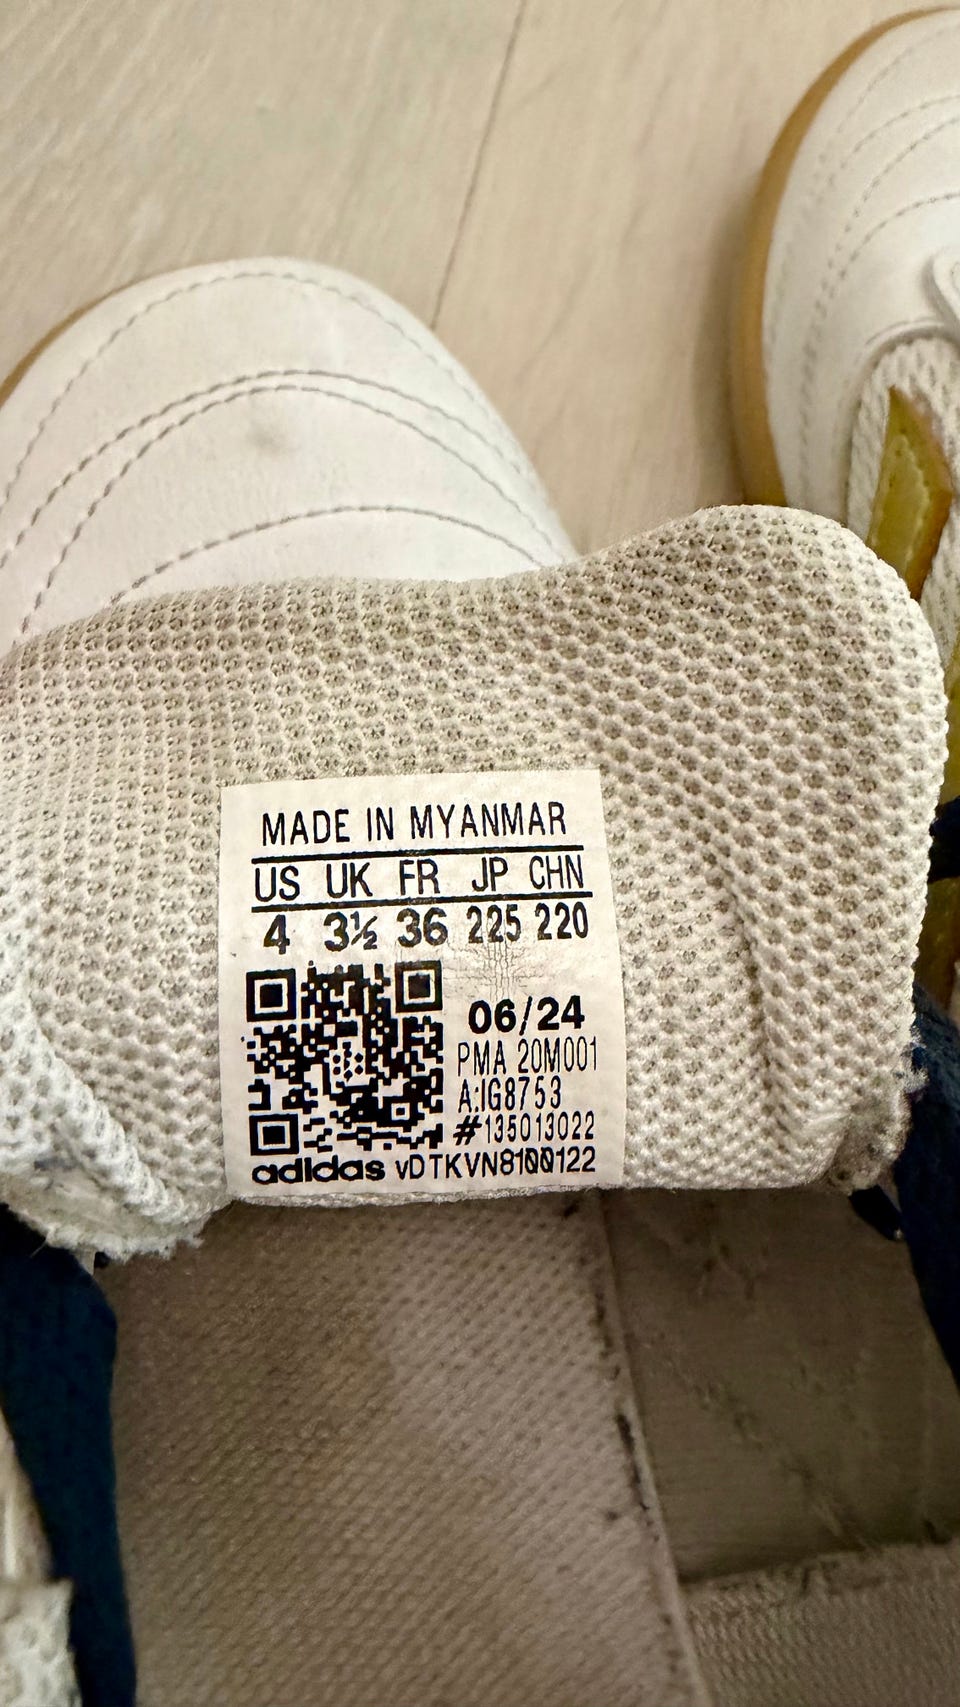 MADE IN MYANMAR
US UK FR JP CHN
4 3½ 36 225 220
06/24
PMA 20M001
A:IG8753
#135013022
adidas vDTKVN8100122